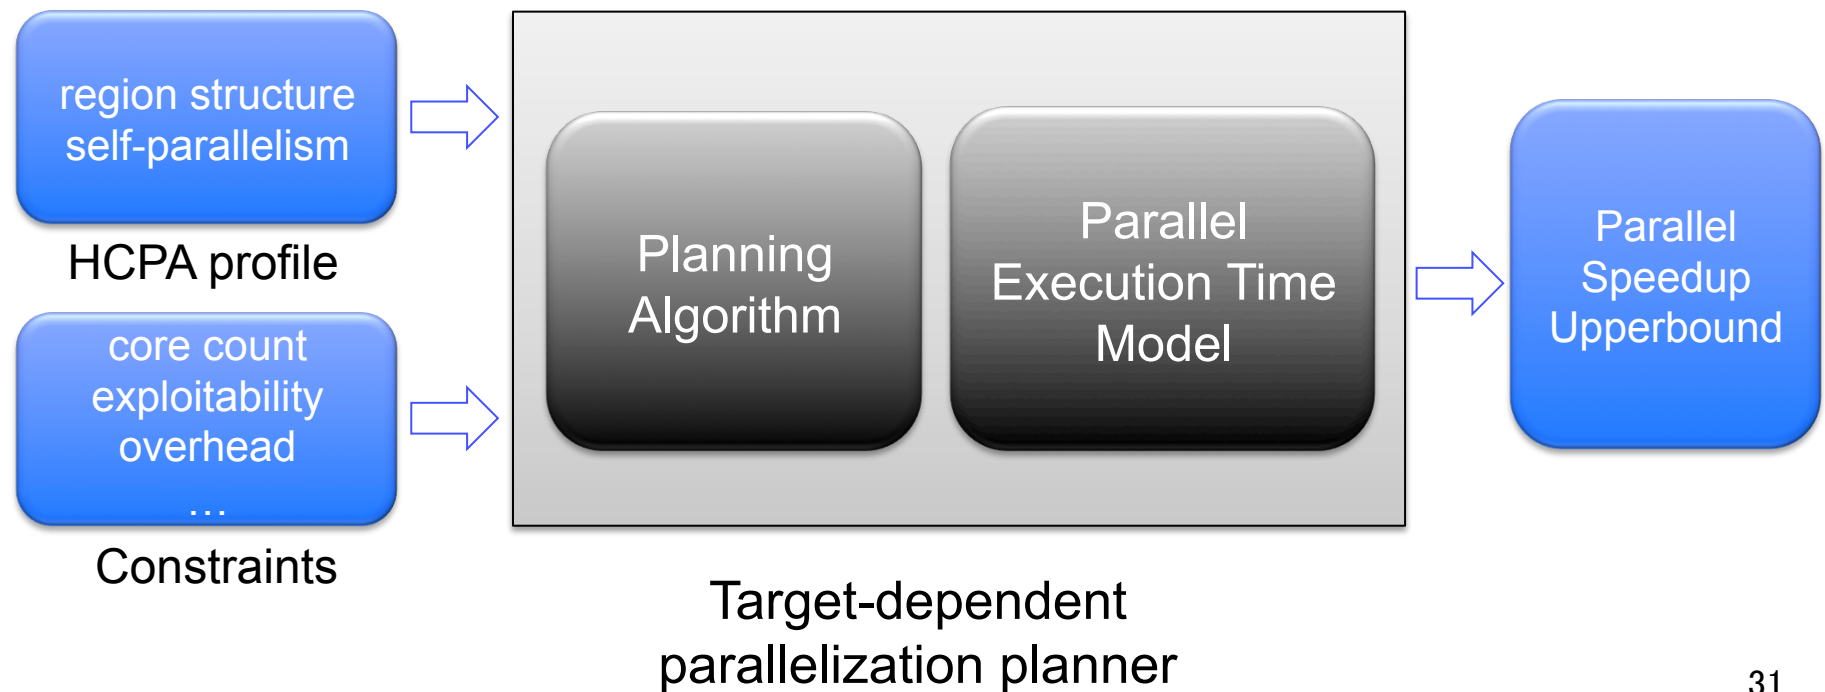 region structure
self-parallelism
HCPA profile
core count
exploitability
overhead
…
Constraints
Planning
Algorithm
Parallel
Execution Time
Model
Target-dependent
parallelization planner
Parallel
Speedup
Upperbound
31